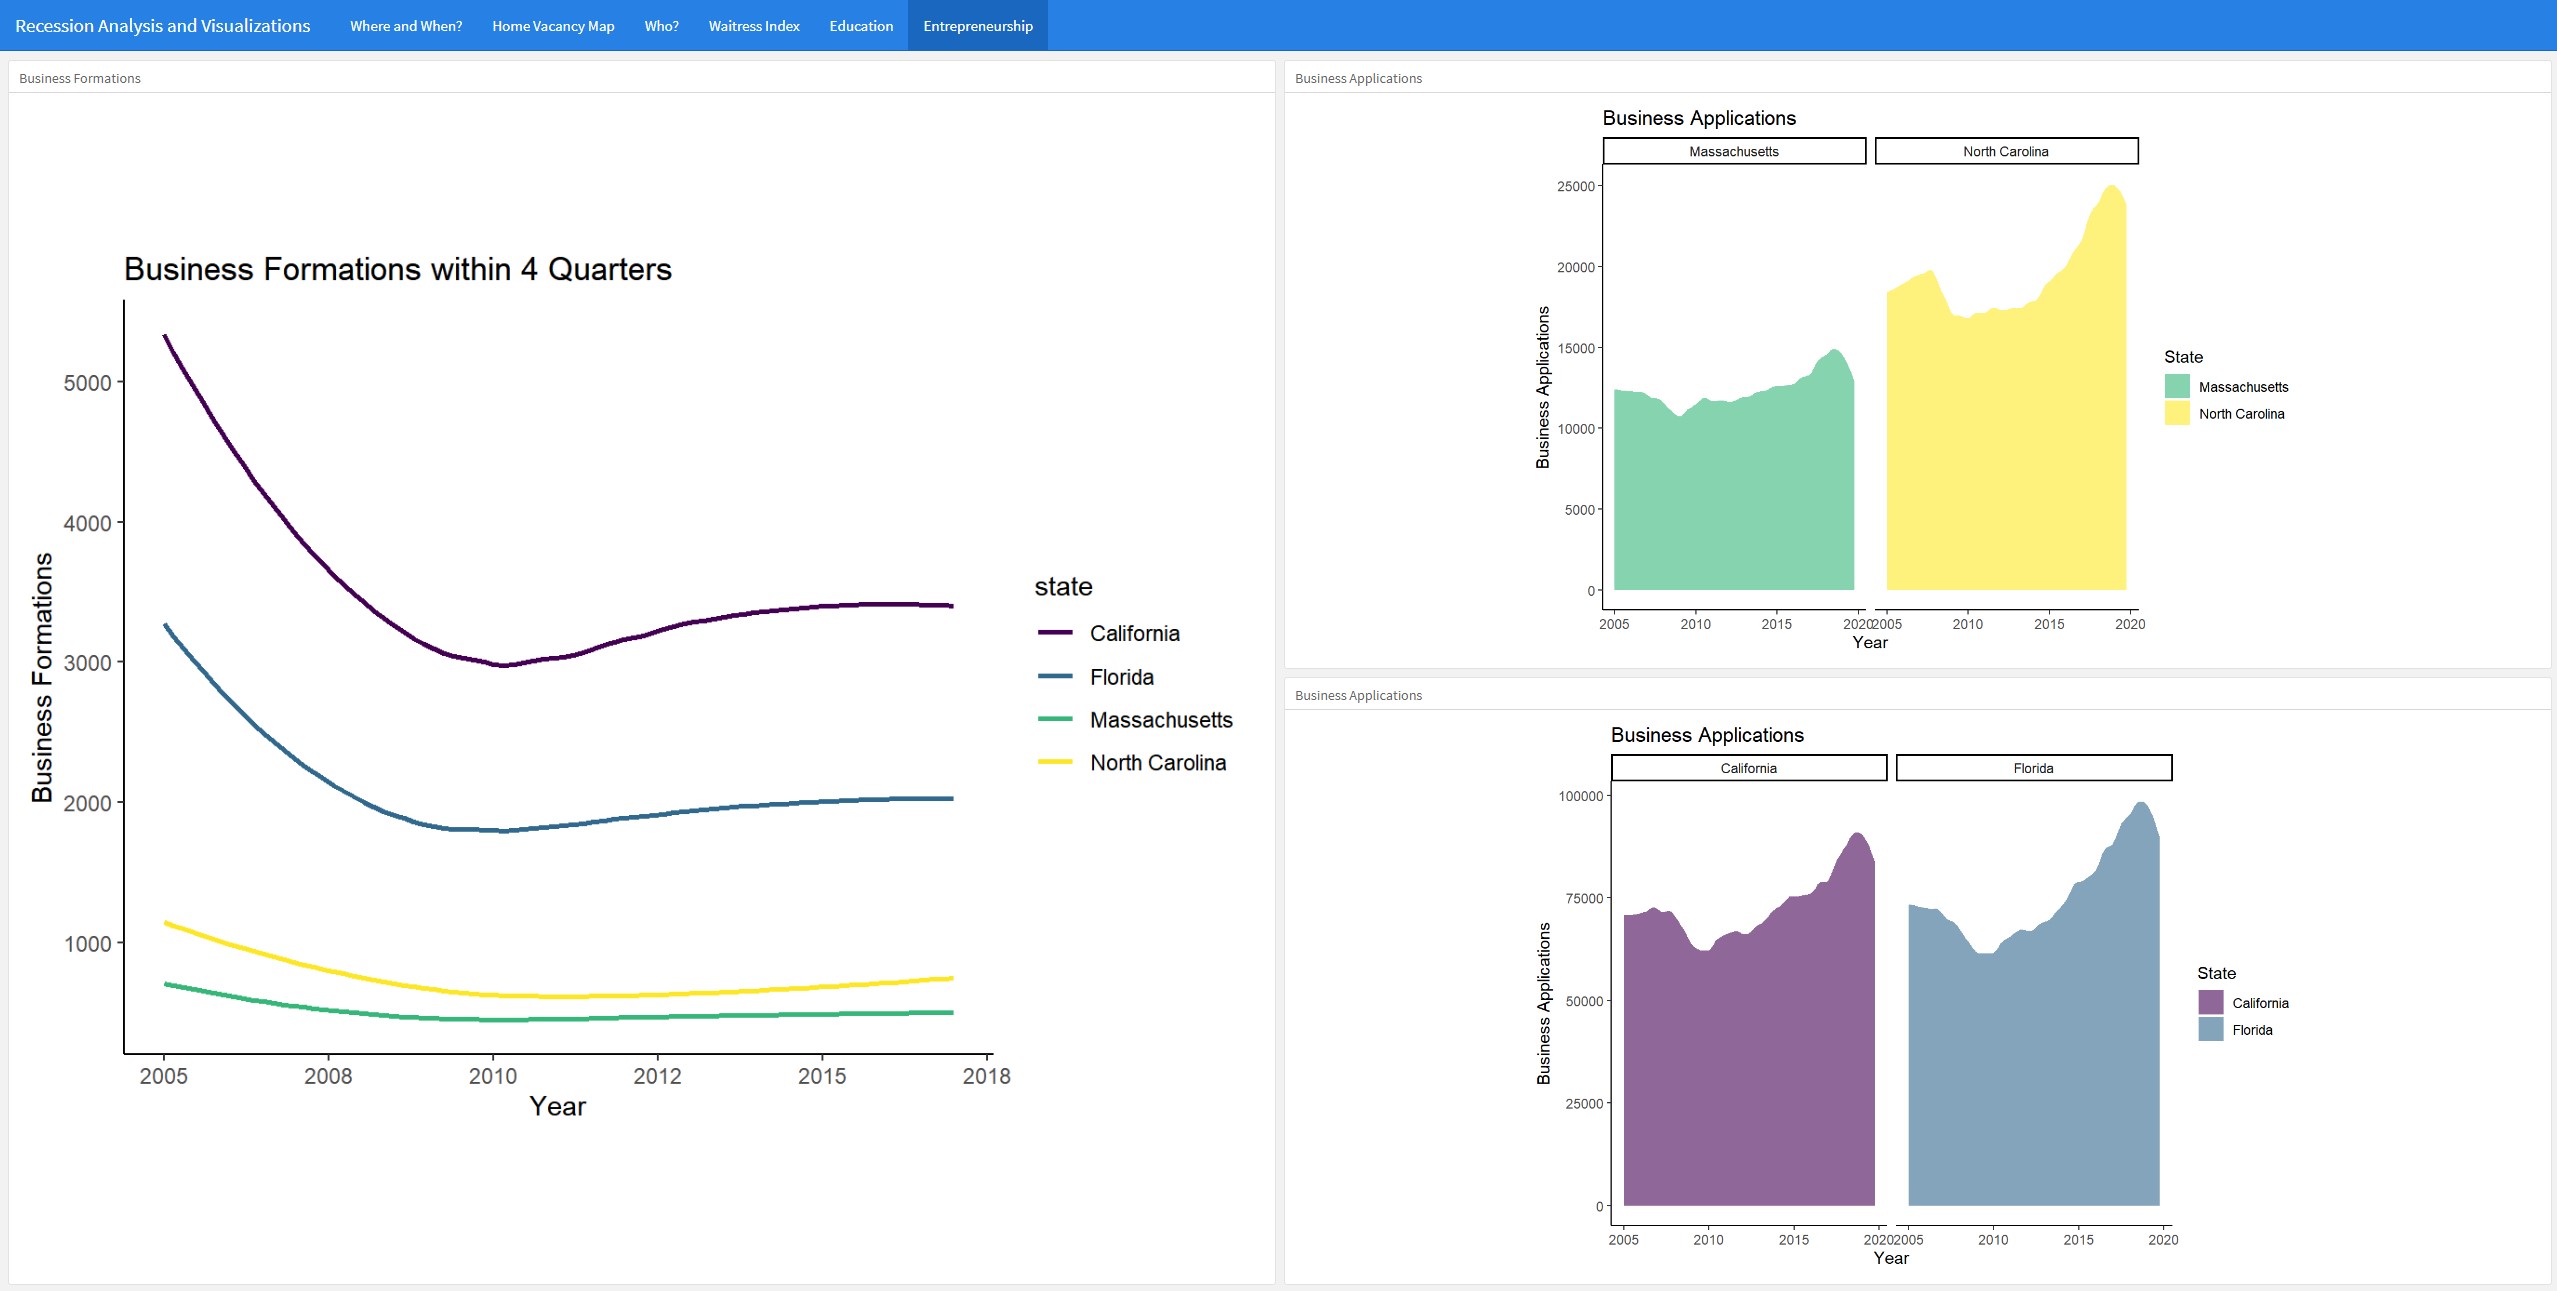 Recession Analysis and Visualizations Where and When? Home Vacancy Map Who? Waitress Index Education Entrepreneurship
Business Formations
Business Formations within 4 Quarters
Business Formations
5000
4000
3000
2000
1000
2005 2008 2010 2012 2015 2018
Year
state
California
Florida
Massachusetts
North Carolina
Business Applications
Business Applications
Massachusetts North Carolina
Business Applications
25000
20000
15000
10000
5000
0
2005 2010 2015 2020 2005 2010 2015 2020
Year
State
Massachusetts
North Carolina
Business Applications
Business Applications
California Florida
Business Applications
100000
75000
50000
25000
0
2005 2010 2015 2020 2005 2010 2015 2020
Year
State
California
Florida